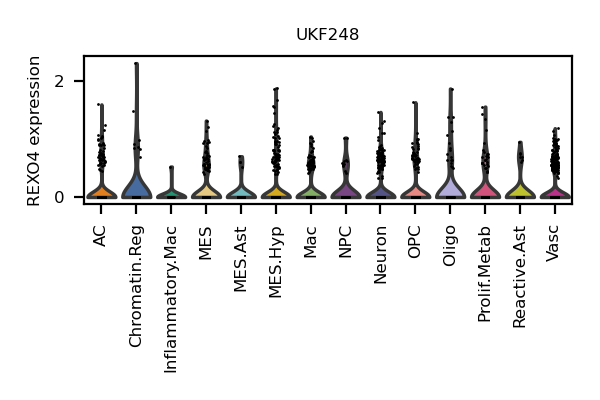 UKF248
REXO4 expression
2
0
AC
Chromatin.Reg
Inflammatory.Mac
MES
MES.Ast
MES.Hyp
Mac
NPC
Neuron
OPC
Oligo
Prolif.Metab
Reactive.Ast
Vasc